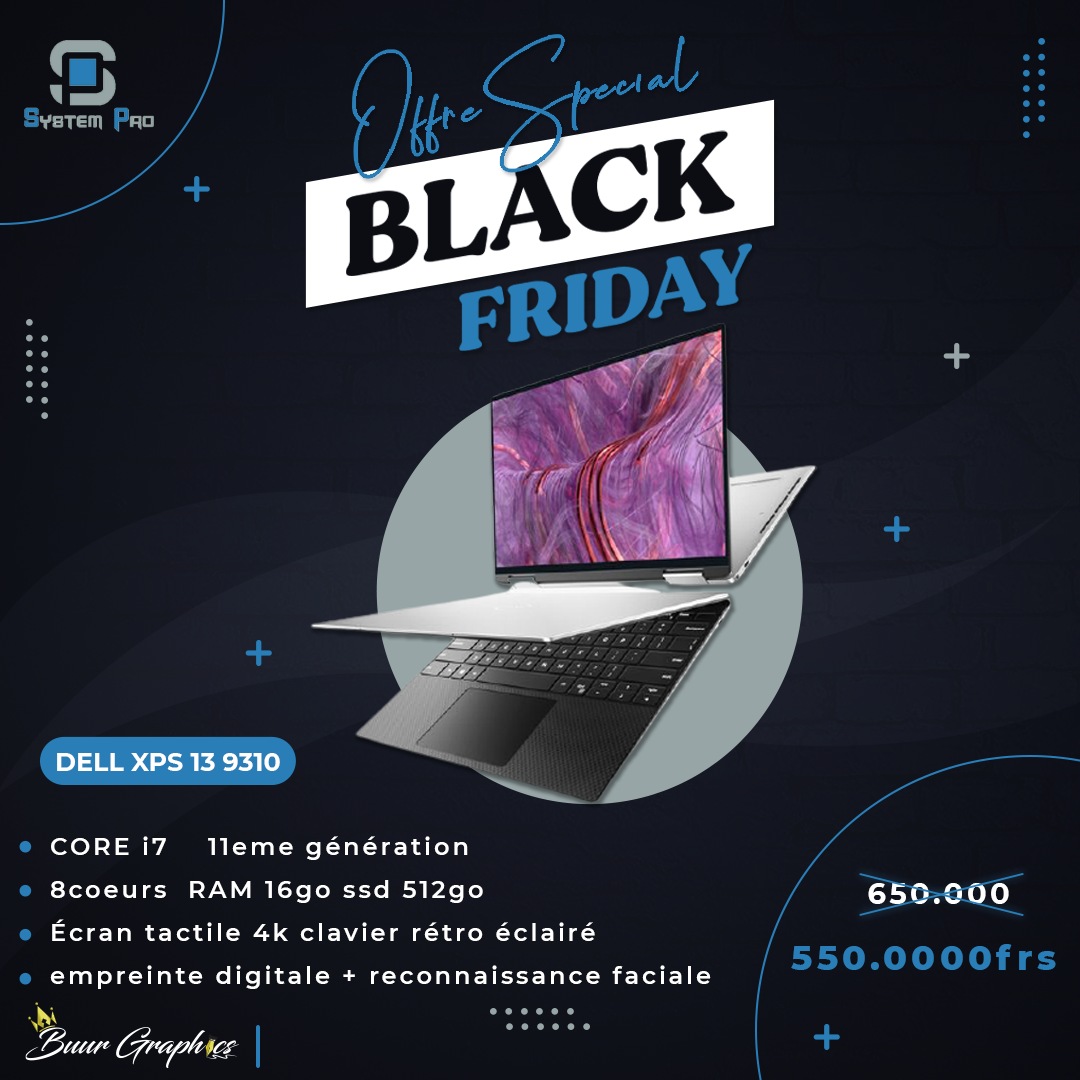 System Pro
Offre Special
BLACK
FRIDAY
DELL XPS 13 9310
CORE i7 11eme génération
8coeurs RAM 16go ssd 512go
Écran tactile 4k clavier rétro éclairé
empreinte digitale + reconnaissance faciale
650.000
550.0000frs
Buur Graphics